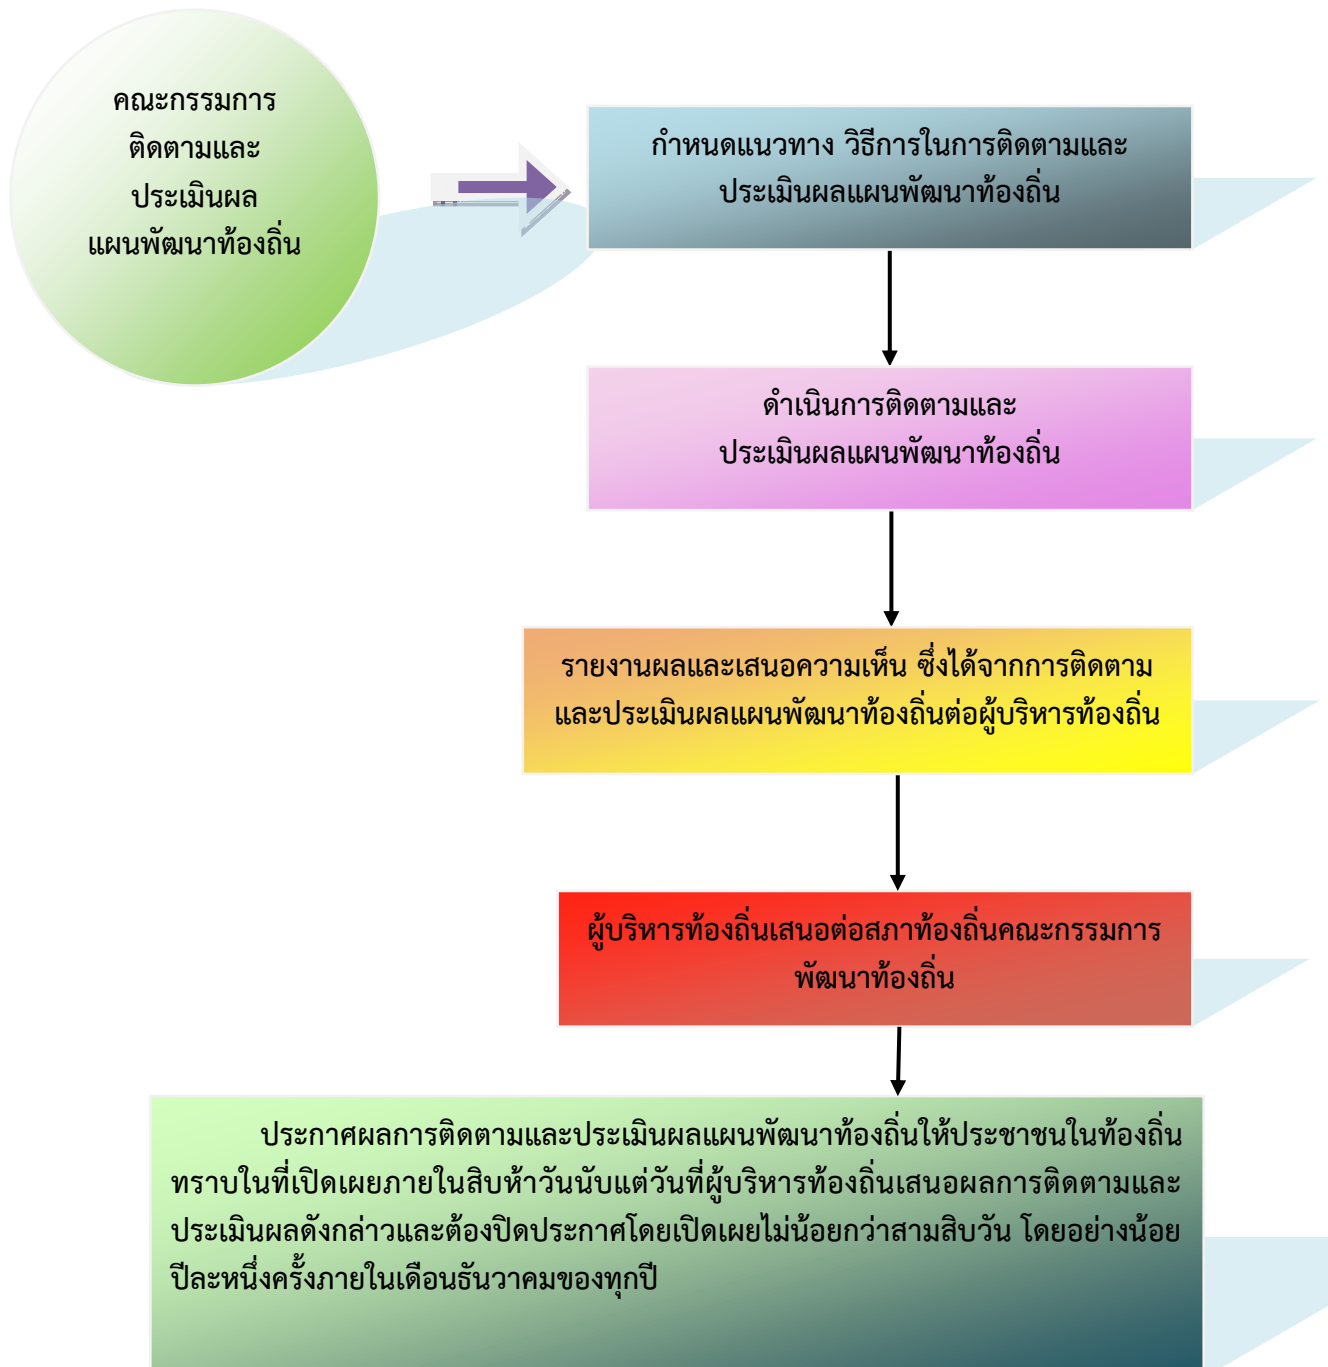 คณะกรรมการ
ติดตามและ
ประเมินผล
แผนพัฒนาท้องถิ่น
กำหนดแนวทาง วิธีการในการติดตามและ
ประเมินผลแผนพัฒนาท้องถิ่น
ดำเนินการติดตามและ
ประเมินผลแผนพัฒนาท้องถิ่น
รายงานผลและเสนอความเห็น ซึ่งได้จากการติดตาม
และประเมินผลแผนพัฒนาท้องถิ่นต่อผู้บริหารท้องถิ่น
ผู้บริหารท้องถิ่นเสนอต่อสภาท้องถิ่นคณะกรรมการ
พัฒนาท้องถิ่น
ประกาศผลการติดตามและประเมินผลแผนพัฒนาท้องถิ่นให้ประชาชนในท้องถิ่น
ทราบในที่เปิดเผยภายในสิบห้าวันนับแต่วันที่ผู้บริหารท้องถิ่นเสนอผลการติดตามและ
ประเมินผลดังกล่าวและต้องปิดประกาศโดยเปิดเผยไม่น้อยกว่าสามสิบวัน โดยอย่างน้อย
ปีละหนึ่งครั้งภายในเดือนธันวาคมของทุกปี